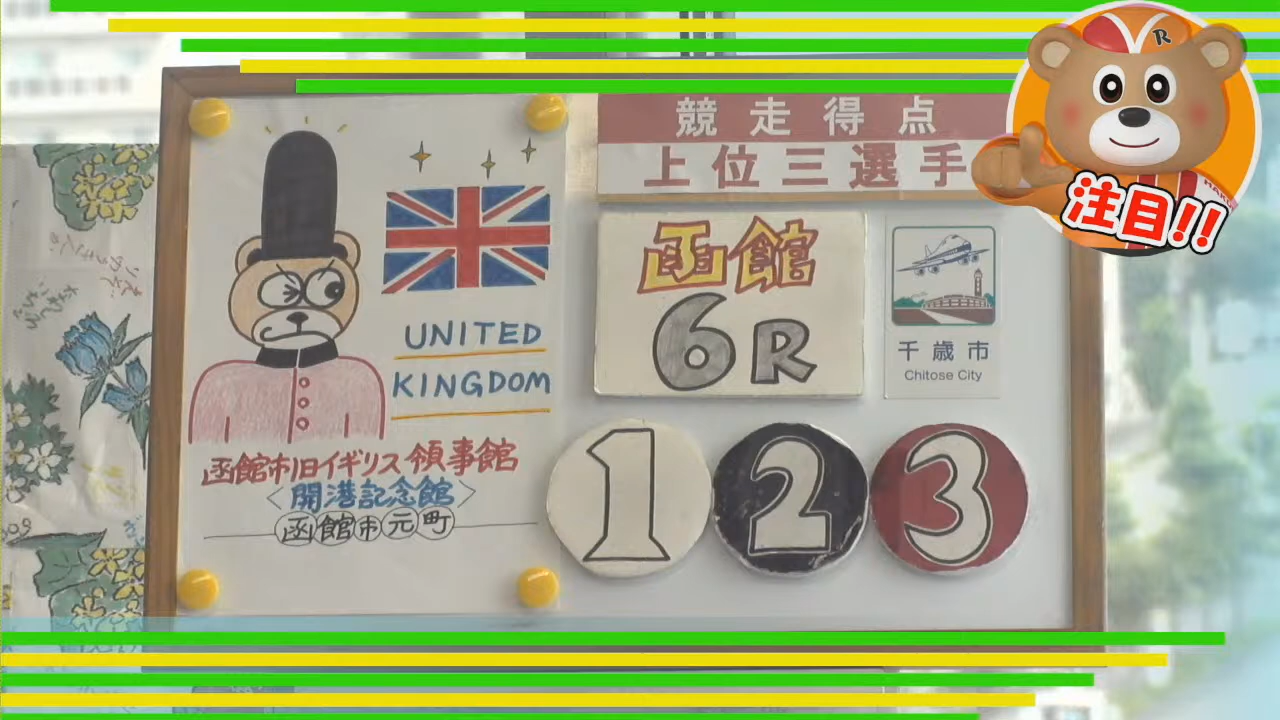 UNITED
KINGDOM
函館市旧イギリス領事館
〈開港記念館〉
函館市元町
競走得点
上位三選手
函館
6R
千歳市
Chitose City
1 2 3
R
注目!!